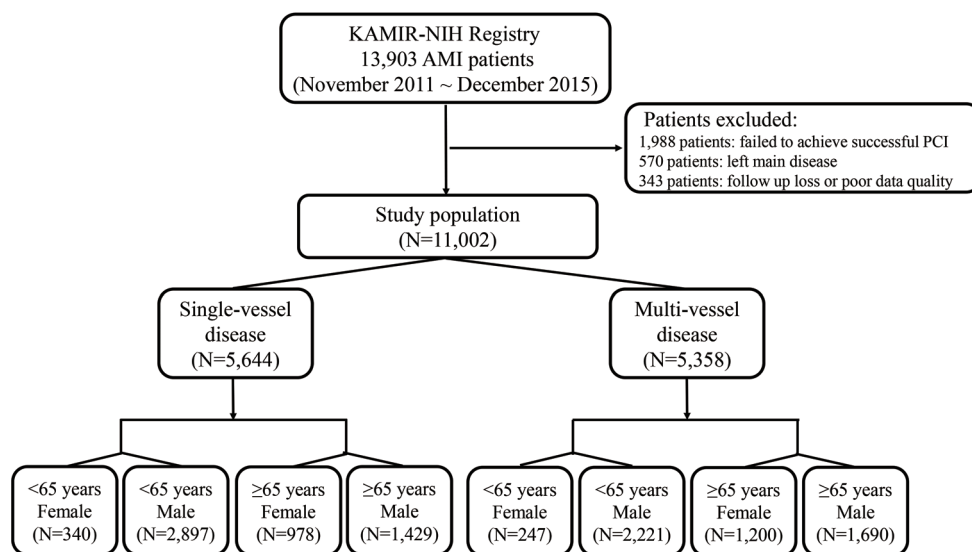 KAMIR-NIH Registry
13,903 AMI patients
(November 2011 ~ December 2015)
Patients excluded:
1,988 patients: failed to achieve successful PCI
570 patients: left main disease
343 patients: follow up loss or poor data quality
Study population
(N=11,002)
Single-vessel
disease
(N=5,644)
Multi-vessel
disease
(N=5,358)
<65 years
Female
(N=340)
<65 years
Male
(N=2,897)
≥65 years
Female
(N=978)
≥65 years
Male
(N=1,429)
<65 years
Female
(N=247)
<65 years
Male
(N=2,221)
≥65 years
Female
(N=1,200)
≥65 years
Male
(N=1,690)